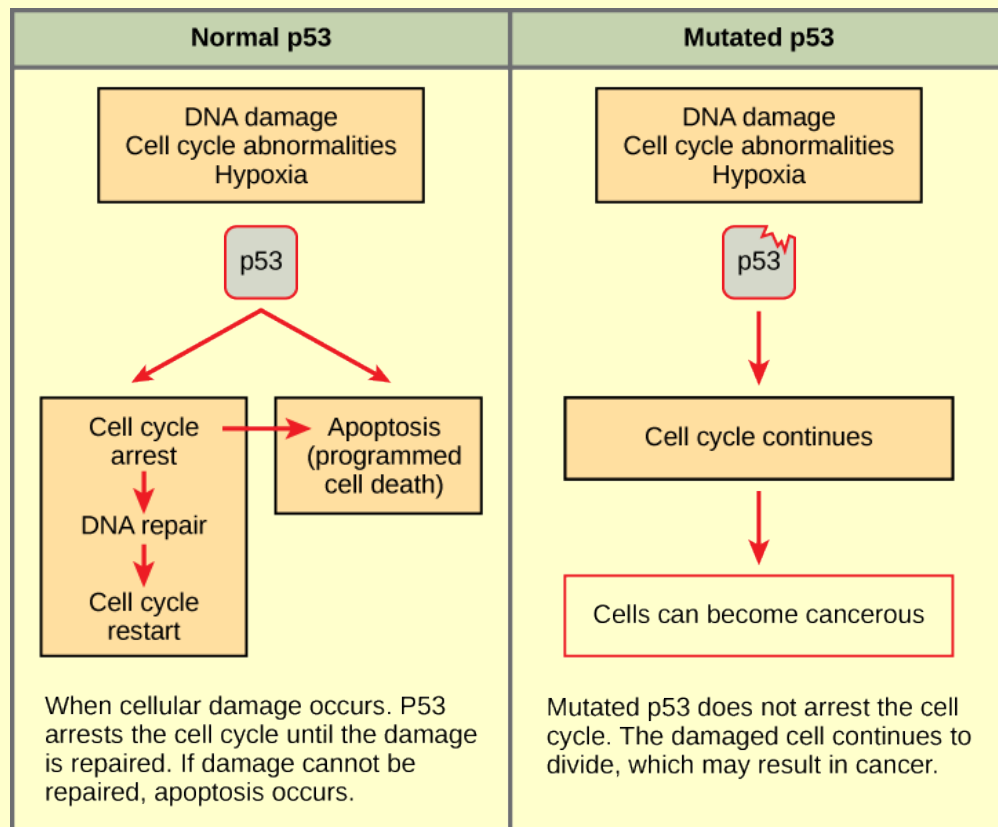 Normal p53
DNA damage
Cell cycle abnormalities
Hypoxia
p53
Cell cycle
arrest
DNA repair
Cell cycle
restart
Apoptosis
(programmed
cell death)
When cellular damage occurs. P53
arrests the cell cycle until the damage
is repaired. If damage cannot be
repaired, apoptosis occurs.
Mutated p53
DNA damage
Cell cycle abnormalities
Hypoxia
p53
Cell cycle continues
Cells can become cancerous
Mutated p53 does not arrest the cell
cycle. The damaged cell continues to
divide, which may result in cancer.